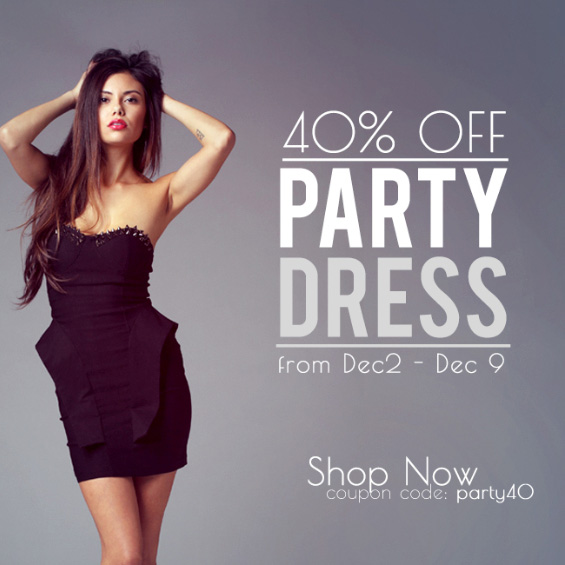 40% OFF
PARTY
DRESS
from Dec2 - Dec 9
Shop Now
coupon code: party40